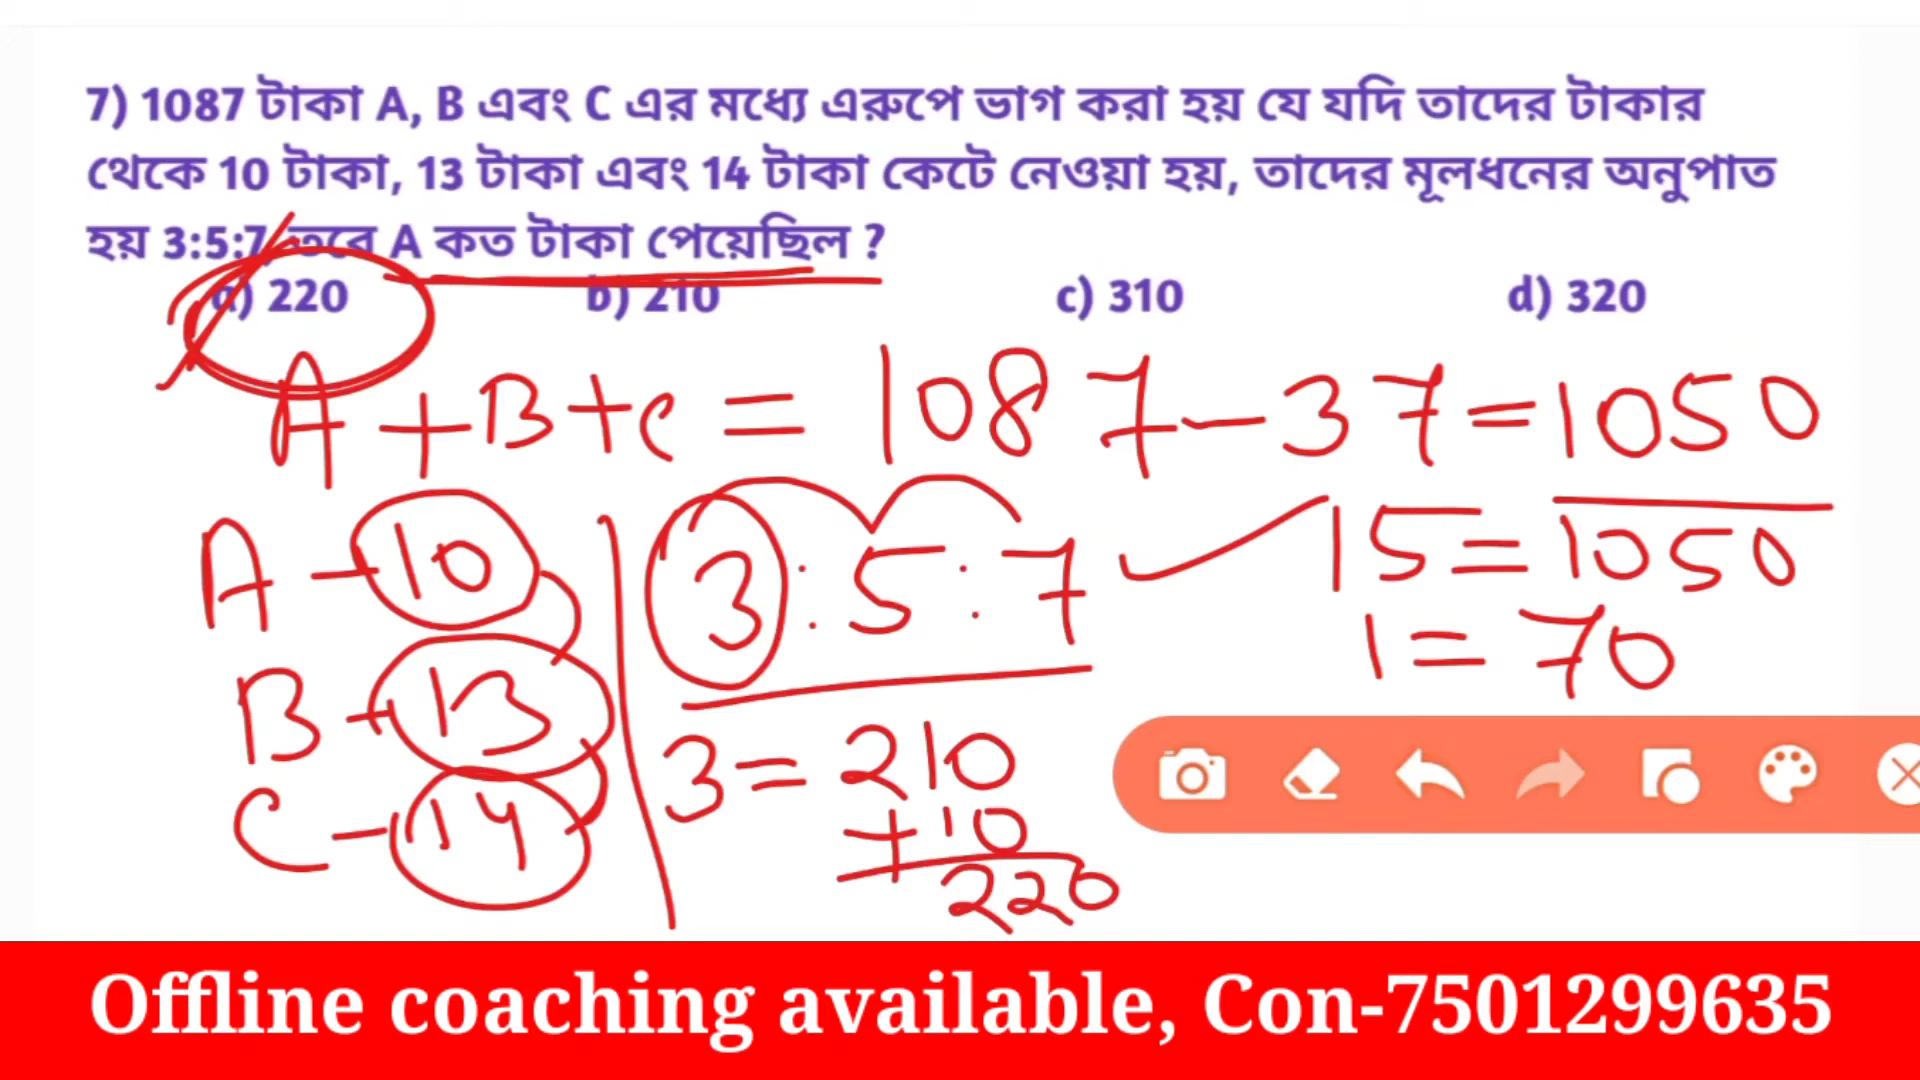 7) 1087 টাকা A, B এবং C এর মধ্যে এরুপে ভাগ করা হয় যে যদি তাদের টাকার
থেকে 10 টাকা, 13 টাকা এবং 14 টাকা কেটে নেওয়া হয়, তাদের মূলধনের অনুপাত
হয় 3:5:7, তবে A কত টাকা পেয়েছিল ?
a) 220 b) 210 c) 310 d) 320
A+B+C = 1087-37=1050
A-10
B-13
C-14
3:5:7
3=210
+10
220
15=1050
1=70
Offline coaching available, Con-7501299635